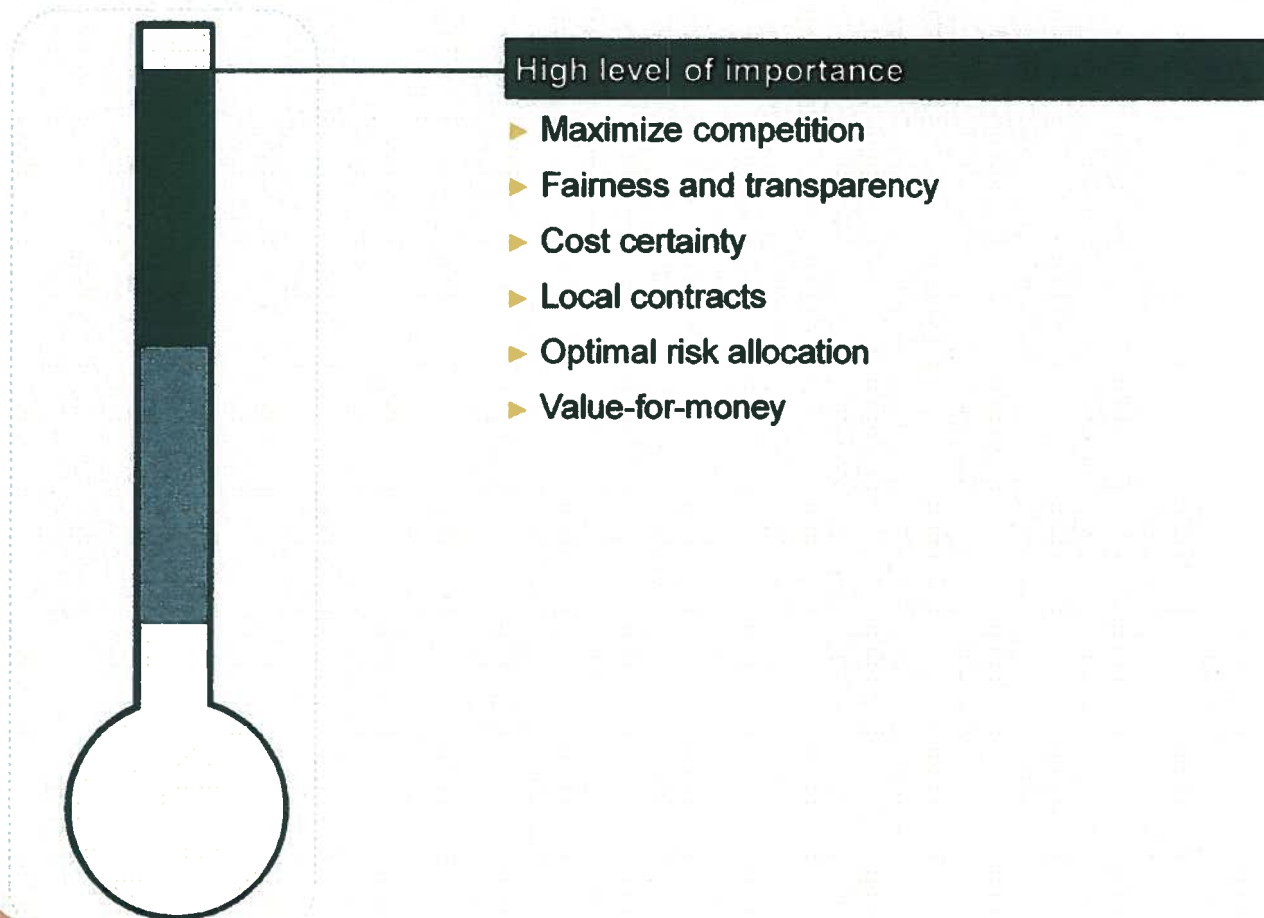 High level of importance
Maximize competition
Fairness and transparency
Cost certainty
Local contracts
Optimal risk allocation
Value-for-money